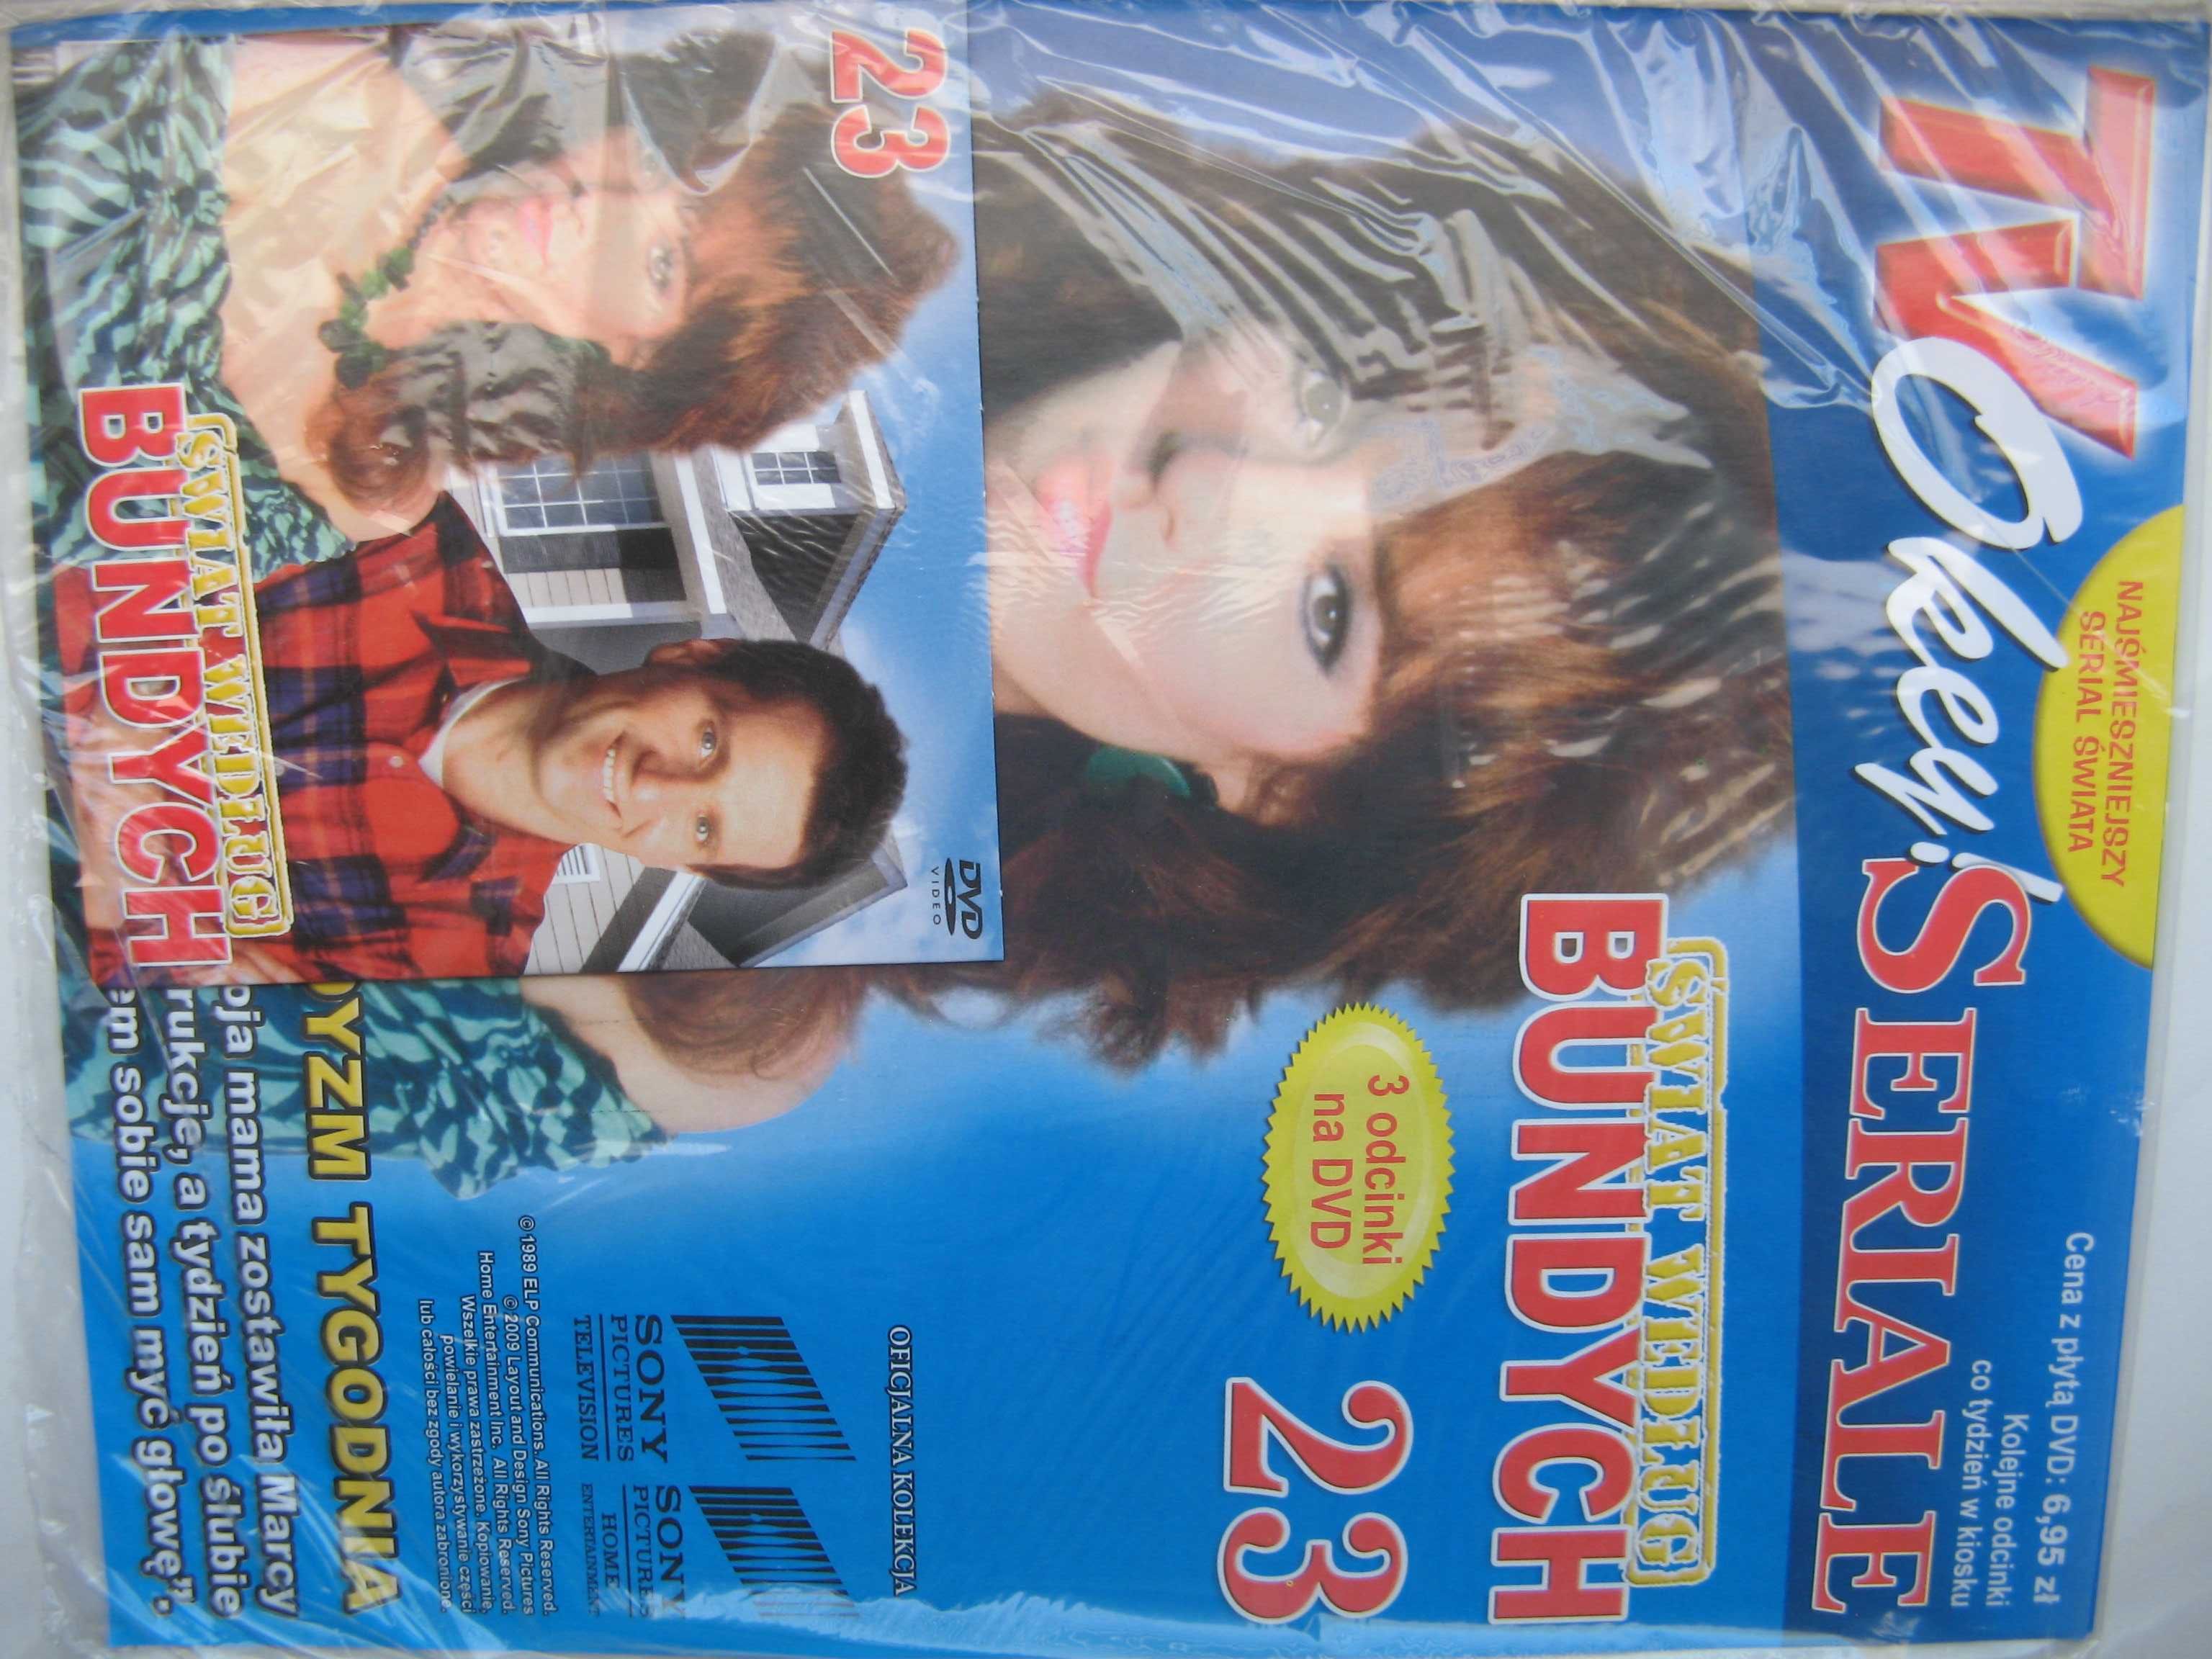 NAJŚMIESZNIEJSZY
SERIAL ŚWIATA
TV Okey! SERIALE
Cena z płytą DVD: 6,95 zł
Kolejne odcinki
co tydzień w kiosku
ŚWIAT WEDŁUG
BUNDYCH
3 odcinki
na DVD
23
OFICJALNA KOLEKCJA
SONY
PICTURES
TELEVISION
SONY
PICTURES
HOME
ENTERTAINMENT
© 1989 ELP Communications. All Rights Reserved.
© 2009 Layout and Design Sony Pictures
Home Entertainment Inc. All Rights Reserved.
Wszelkie prawa zastrzeżone. Kopiowanie,
powielanie i wykorzystywanie części
lub całości bez zgody autora zabronione.
DYZM TYGODNIA
oja mama zostawiła Marcy
rukcje, a tydzień po ślubie
em sobie sam myć głowę”.
23
DVD
VIDEO
ŚWIAT WEDŁUG
BUNDYCH